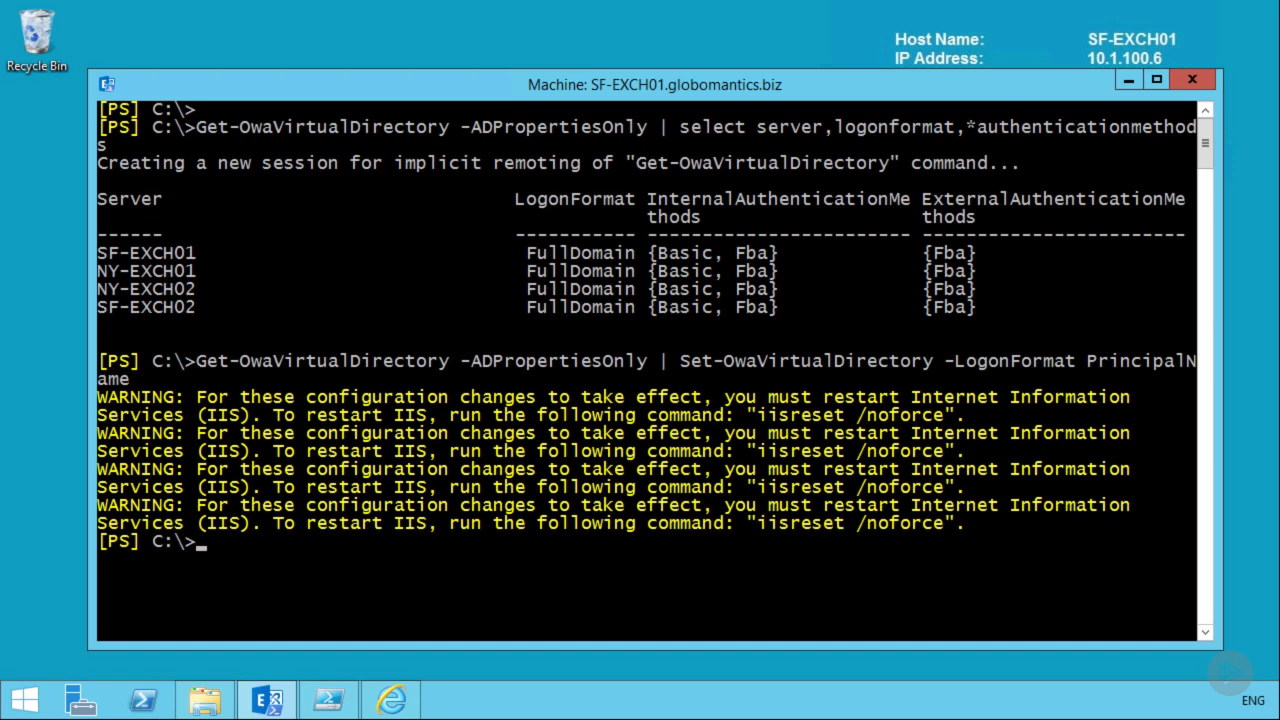 Recycle Bin
Host Name: SF-EXCH01
IP Address: 10.1.100.6
Machine: SF-EXCH01.globomantics.biz
[PS] C:\>
[PS] C:\>Get-OwaVirtualDirectory -ADPropertiesOnly | select server,logonformat,*authenticationmethod
s
Creating a new session for implicit remoting of "Get-OwaVirtualDirectory" command...
Server LogonFormat InternalAuthenticationMe ExternalAuthenticationMe
thods thods
------ ----------- ------------------------ ------------------------
SF-EXCH01 FullDomain {Basic, Fba} {Fba}
NY-EXCH01 FullDomain {Basic, Fba} {Fba}
NY-EXCH02 FullDomain {Basic, Fba} {Fba}
SF-EXCH02 FullDomain {Basic, Fba} {Fba}
[PS] C:\>Get-OwaVirtualDirectory -ADPropertiesOnly | Set-OwaVirtualDirectory -LogonFormat PrincipalN
ame
WARNING: For these configuration changes to take effect, you must restart Internet Information
Services (IIS). To restart IIS, run the following command: "iisreset /noforce".
WARNING: For these configuration changes to take effect, you must restart Internet Information
Services (IIS). To restart IIS, run the following command: "iisreset /noforce".
WARNING: For these configuration changes to take effect, you must restart Internet Information
Services (IIS). To restart IIS, run the following command: "iisreset /noforce".
WARNING: For these configuration changes to take effect, you must restart Internet Information
Services (IIS). To restart IIS, run the following command: "iisreset /noforce".
[PS] C:\>
ENG